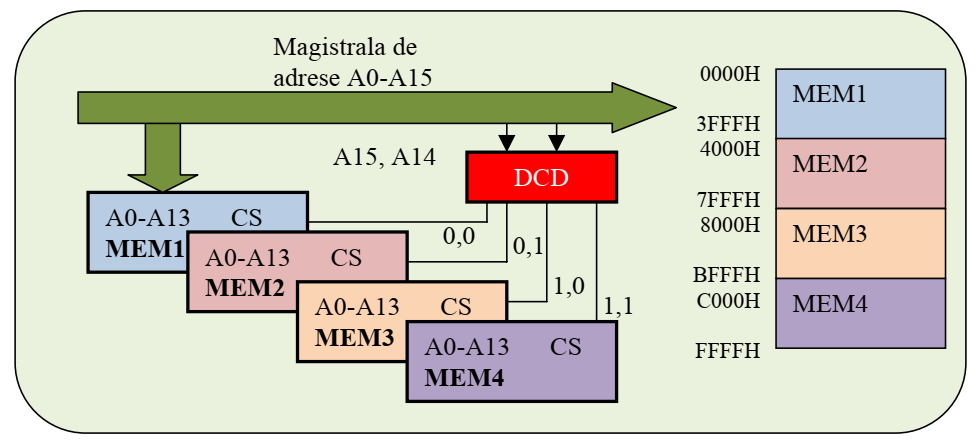 Magistrala de
adrese A0-A15
A15, A14
DCD
A0-A13 CS
MEM1
0,0
A0-A13 CS
MEM2
0,1
A0-A13 CS
MEM3
1,0
A0-A13 CS
MEM4
1,1
0000H
MEM1
3FFFH
4000H
MEM2
7FFFH
8000H
MEM3
BFFFH
C000H
MEM4
FFFFH